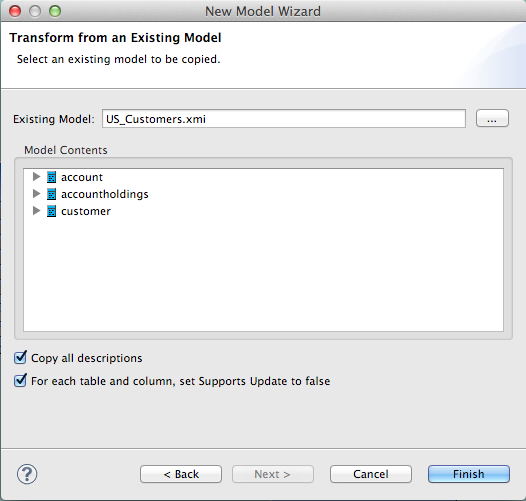 New Model Wizard
Transform from an Existing Model
Select an existing model to be copied.
Existing Model: US_Customers.xmi ...
Model Contents
account
accountholdings
customer
Copy all descriptions
For each table and column, set Supports Update to false
? < Back Next > Cancel Finish